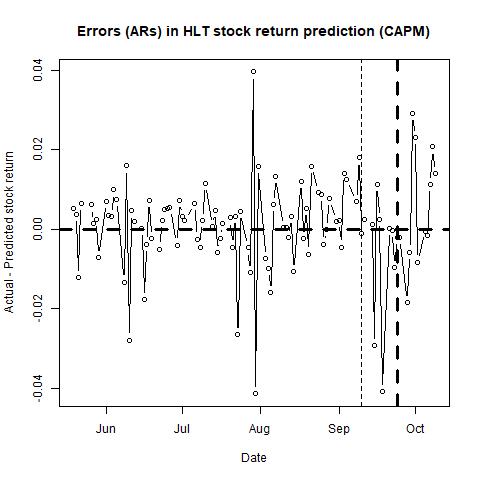 Errors (ARs) in HLT stock return prediction (CAPM)
Actual - Predicted stock return
0.04
0.02
0.00
-0.02
-0.04
Jun Jul Aug Sep Oct
Date